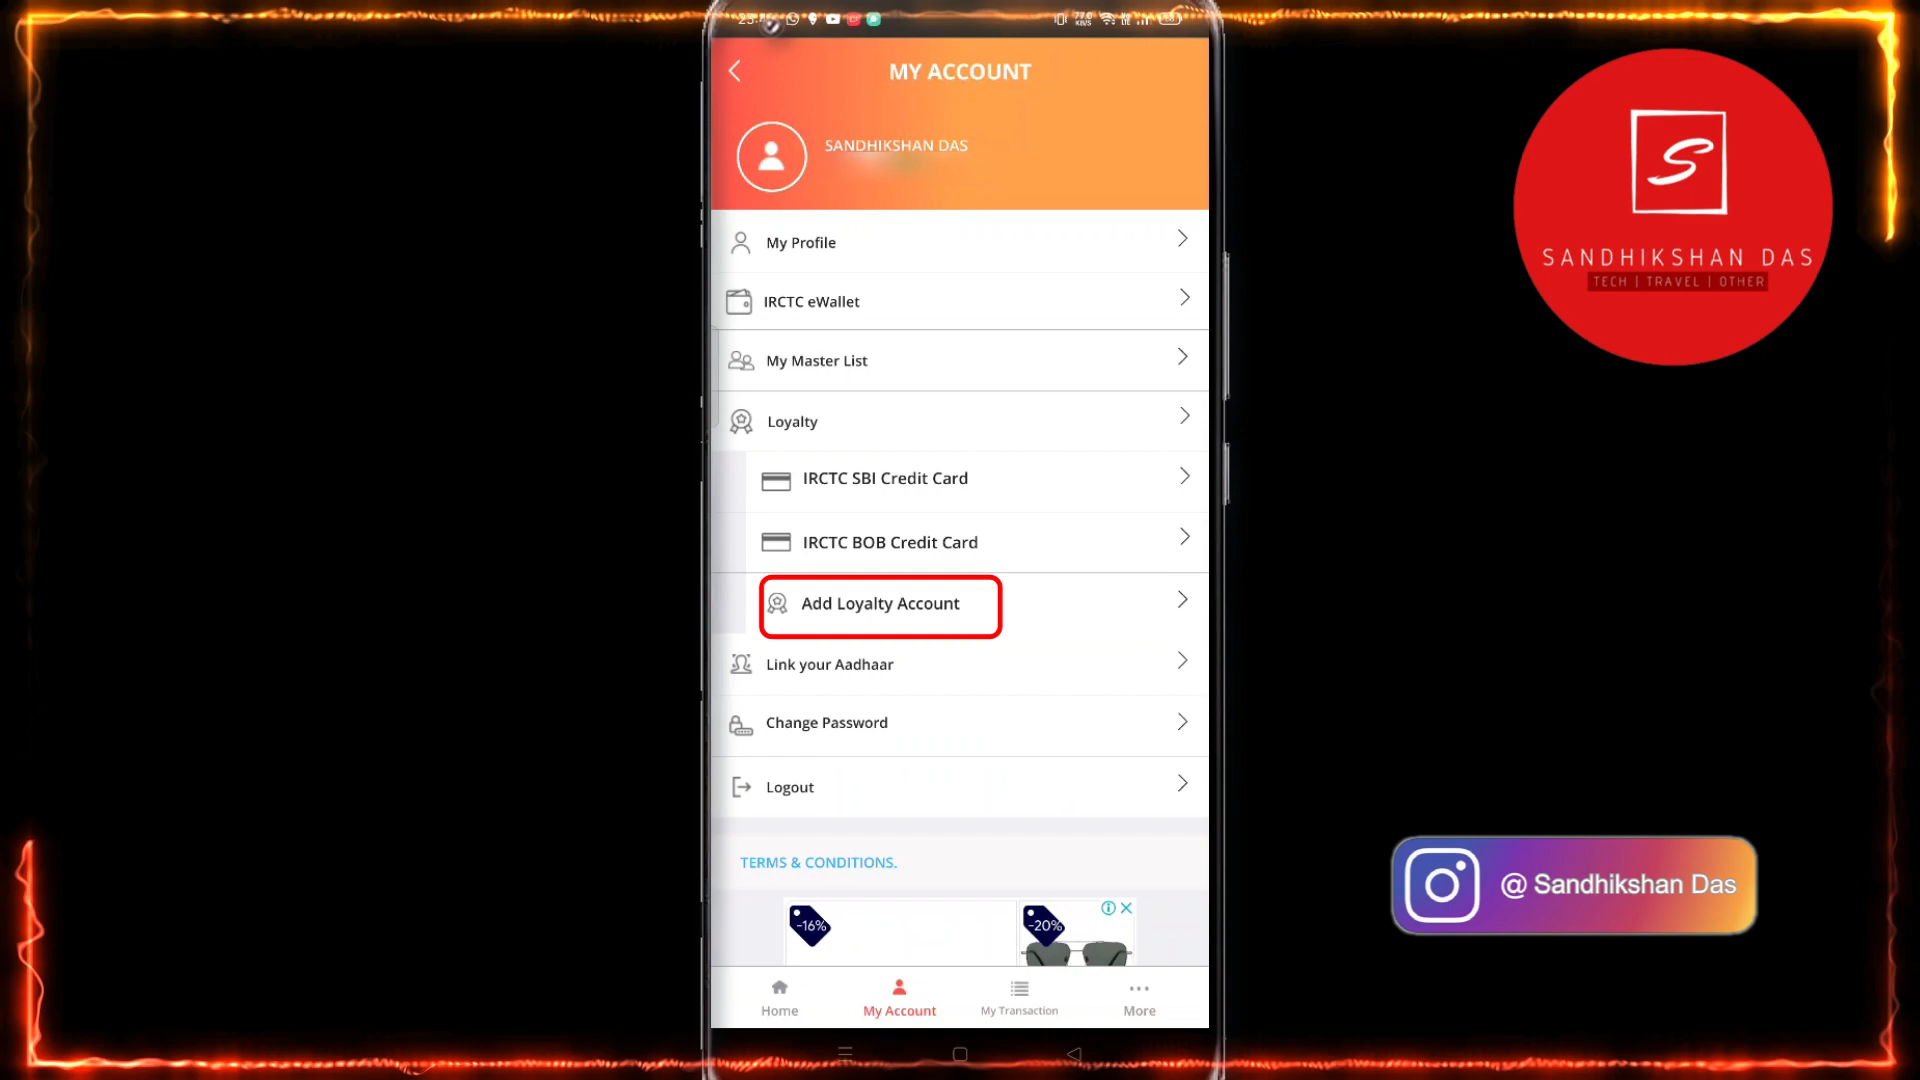 MY ACCOUNT
SANDHIKSHAN DAS
My Profile
IRCTC eWallet
My Master List
Loyalty
IRCTC SBI Credit Card
IRCTC BOB Credit Card
Add Loyalty Account
Link your Aadhaar
Change Password
Logout
TERMS & CONDITIONS.
-16%
-20%
Home
My Account
My Transaction
More
S
SANDHIKSHAN DAS
TECH | TRAVEL | OTHER
@ Sandhikshan Das